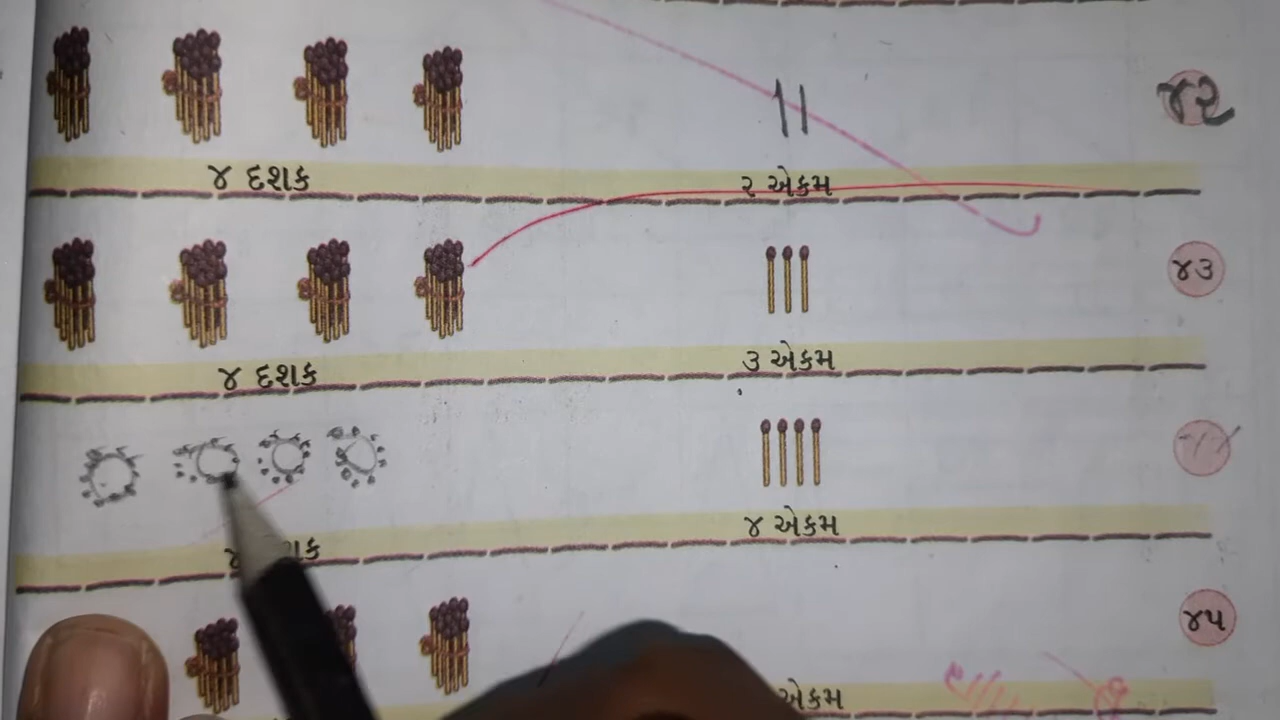 ૪૨
૪ દશક ૨ એકમ
૪૩
૪ દશક ૩ એકમ
૪ એકમ
૪૫
એકમ